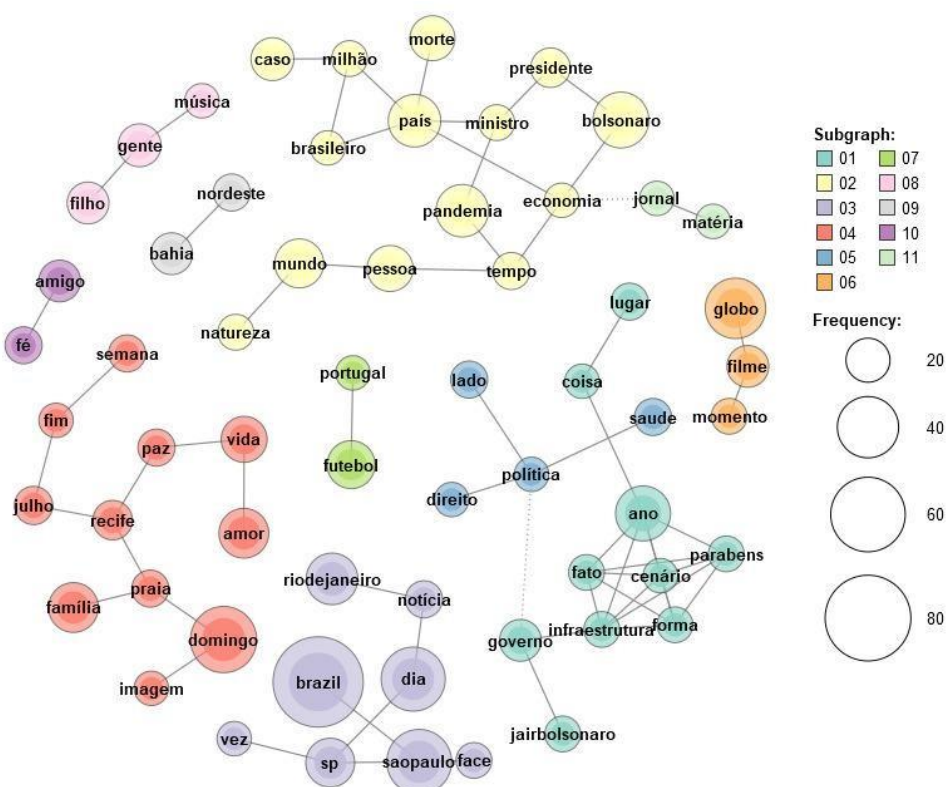 morte
caso
milhão
presidente
música
país
ministro
bolsonaro
gente
brasileiro
nordeste
filho
pandemia
economia
jornal
matéria
bahia
mundo
pessoa
tempo
amigo
natureza
lugar
globo
fé
semana
portugal
lado
coisa
filme
fim
saude
momento
paz
vida
futebol
política
direito
julho
recife
amor
ano
parabens
riodejaneiro
fato
cenário
família
praia
notícia
domingo
governo
infraestrutura
forma
imagem
brazil
dia
jairbolsonaro
vez
sp
saopaulo
face
Subgraph:
01
02
03
04
05
06
07
08
09
10
11
Frequency:
20
40
60
80